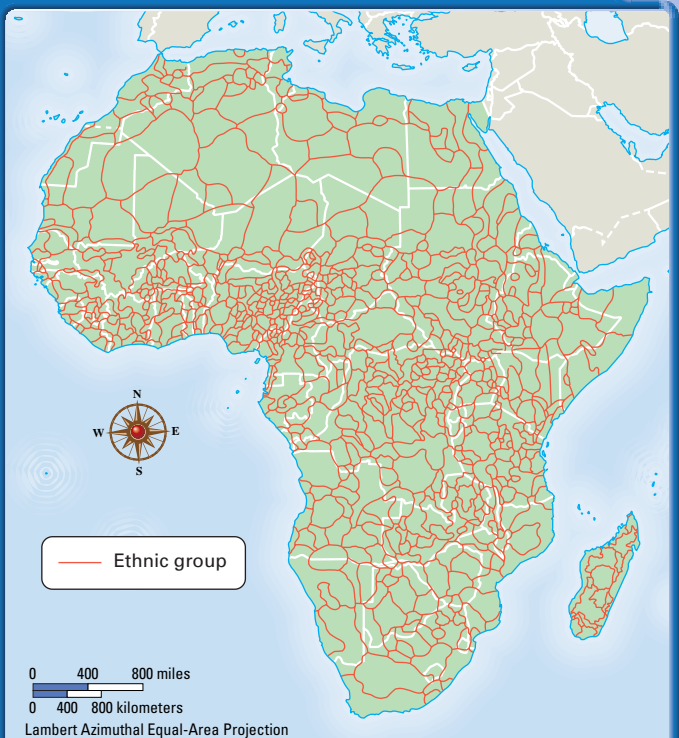 N
W E
S
Ethnic group
0 400 800 miles
0 400 800 kilometers
Lambert Azimuthal Equal-Area Projection